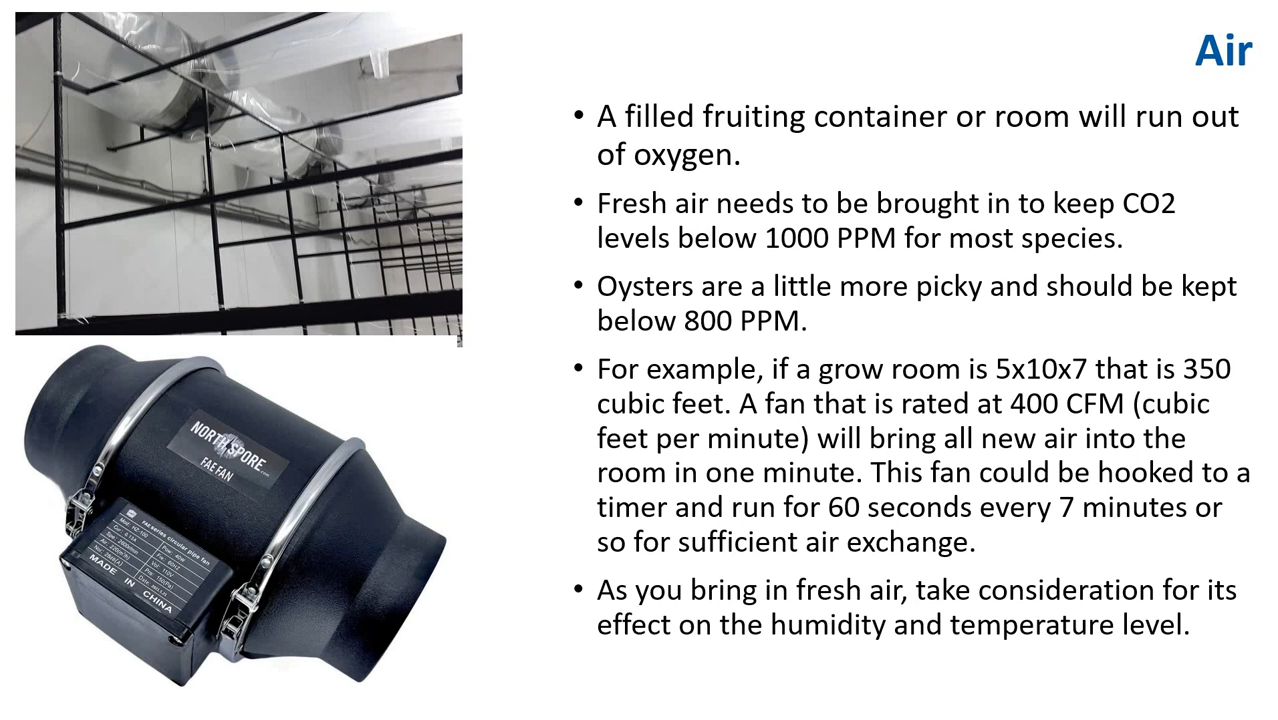 Air
• A filled fruiting container or room will run out
of oxygen.
• Fresh air needs to be brought in to keep CO2
levels below 1000 PPM for most species.
• Oysters are a little more picky and should be kept
below 800 PPM.
• For example, if a grow room is 5x10x7 that is 350
cubic feet. A fan that is rated at 400 CFM (cubic
feet per minute) will bring all new air into the
room in one minute. This fan could be hooked to a
timer and run for 60 seconds every 7 minutes or
so for sufficient air exchange.
• As you bring in fresh air, take consideration for its
effect on the humidity and temperature level.
NORTH SPORE
FAE FAN
FAE series circular pipe fan
MADE IN
CHINA